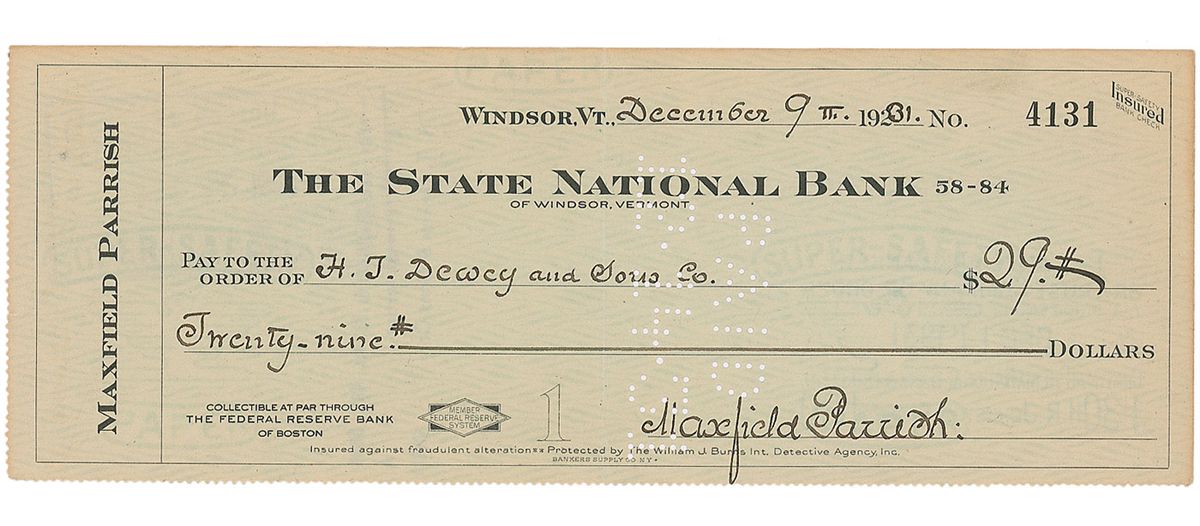 WINDSOR, VT., December 9 th. 1931. No. 4131
SUPER-SAFETY
Insured
BANK CHECK
THE STATE NATIONAL BANK 58-84
OF WINDSOR, VERMONT
PAY TO THE
ORDER OF H. T. Dewey and Sons Co. $29.#
Twenty-nine.# DOLLARS
MAXFIELD PARRISH
COLLECTIBLE AT PAR THROUGH
THE FEDERAL RESERVE BANK
OF BOSTON
MEMBER
FEDERAL RESERVE
SYSTEM
1
Maxfield Parrish:
Insured against fraudulent alteration** Protected by The William J. Burns Int. Detective Agency, Inc.
BANKERS SUPPLY CO. N.Y.